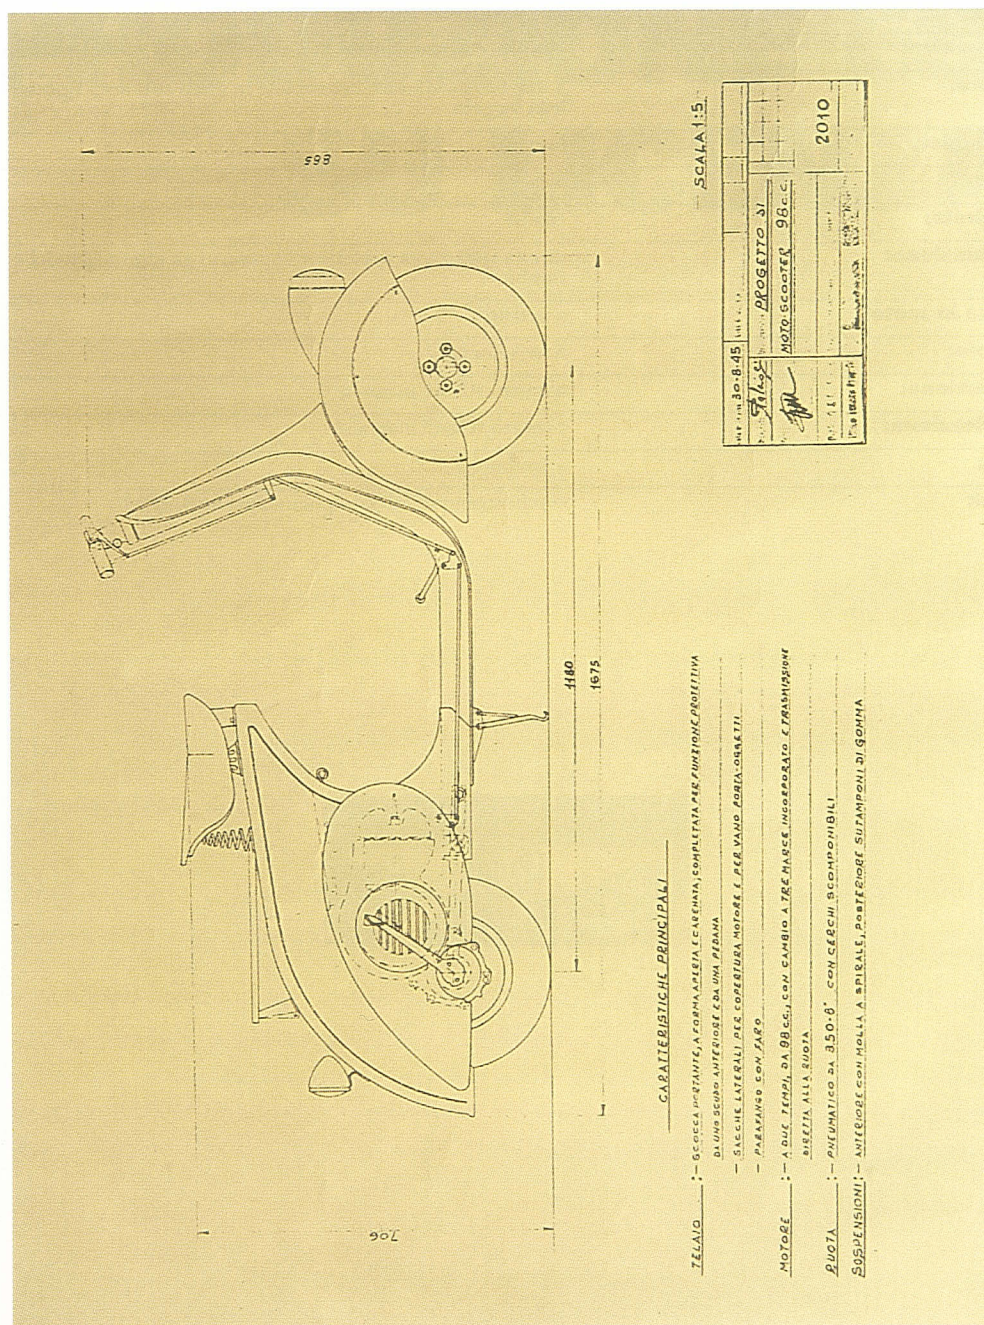 865
SCALA 1:5
30·8·45
PROGETTO DI
MOTO-SCOOTER 98 c.c.
2010
1180
1675
706
CARATTERISTICHE PRINCIPALI
TELAIO :— SCOCCA PORTANTE, A FORMA APERTA E CARENATA, COMPLETATA PER FUNZIONE PROTETTIVA
DA UNO SCUDO ANTERIORE E DA UNA PEDANA
— SACCHE LATERALI PER COPERTURA MOTORE E PER VANO PORTA-OGGETTI
— PARAFANGO CON FARO
MOTORE :— A DUE TEMPI, DA 98 c.c., CON CAMBIO A TRE MARCE INCORPORATO E TRASMISSIONE
DIRETTA ALLA RUOTA
RUOTA :— PNEUMATICO DA 3.50-8" CON CERCHI SCOMPONIBILI
SOSPENSIONI :— ANTERIORE CON MOLLA A SPIRALE, POSTERIORE SU TAMPONI DI GOMMA